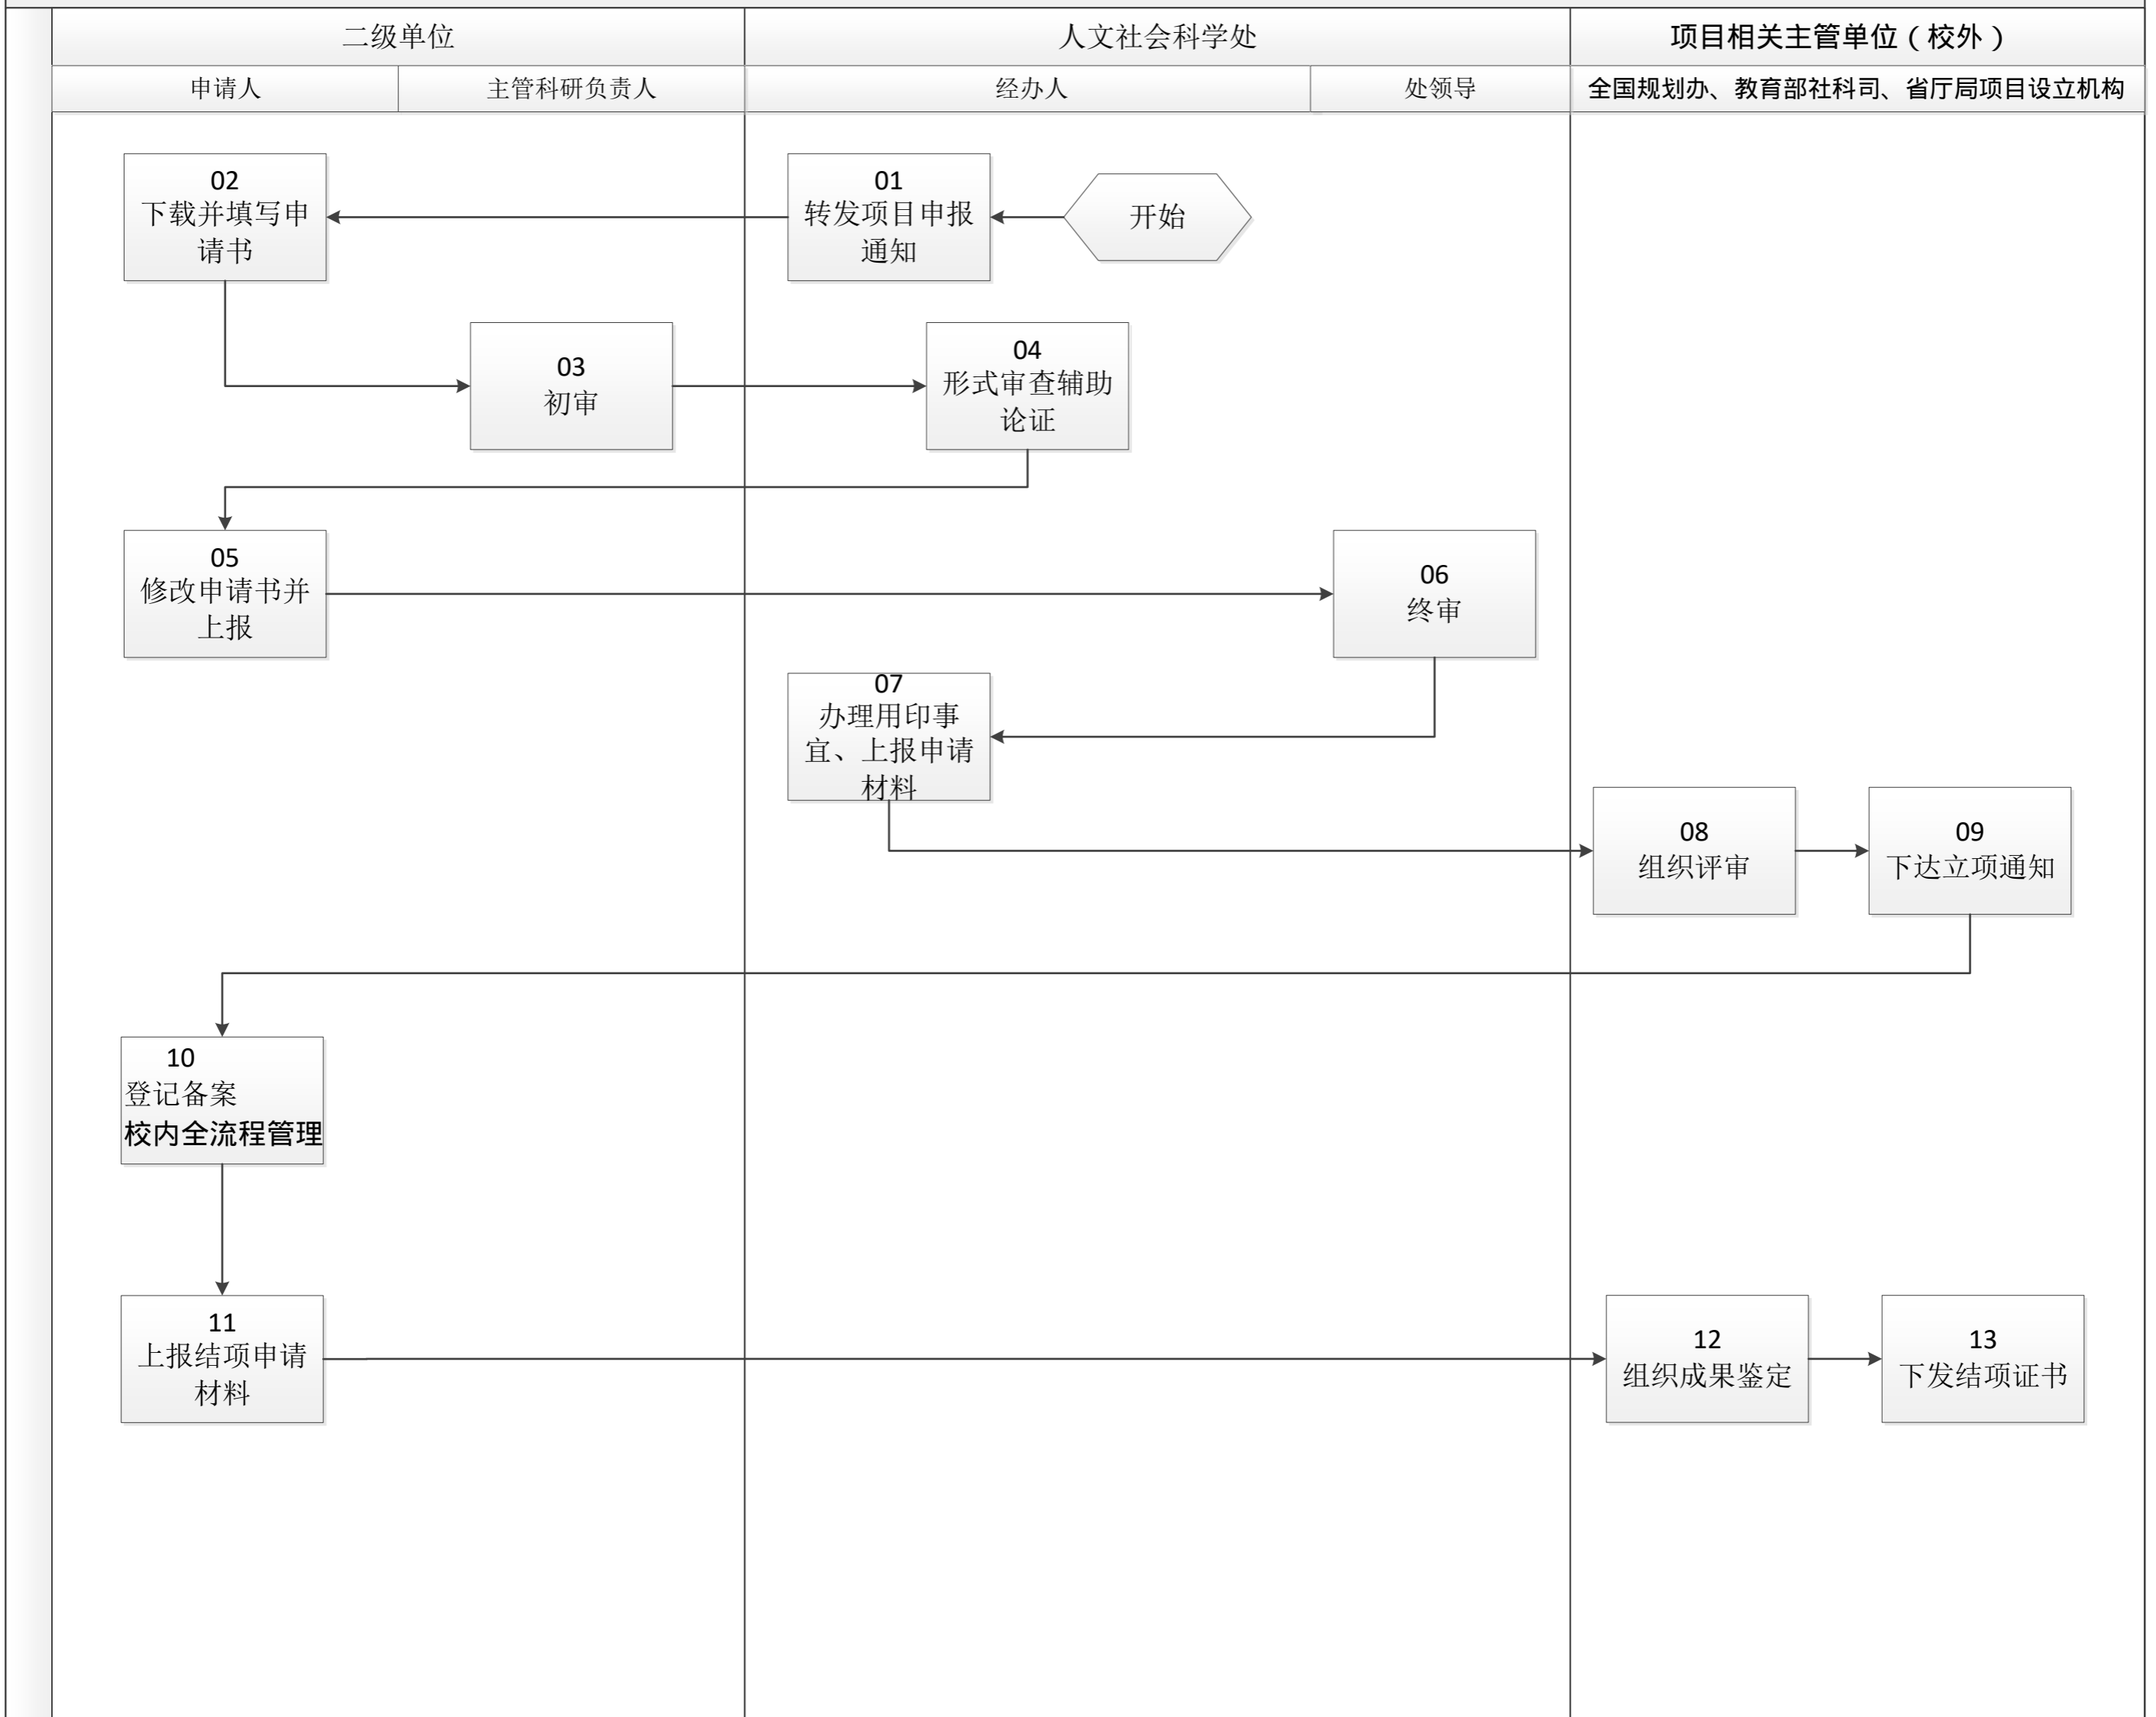 二级单位
人文社会科学处
项目相关主管单位（校外）
申请人
主管科研负责人
经办人
处领导
全国规划办、教育部社科司、省厅局项目设立机构
02
下载并填写申
请书
01
转发项目申报
通知
开始
03
初审
04
形式审查辅助
论证
05
修改申请书并
上报
06
终审
07
办理用印事
宜、上报申请
材料
08
组织评审
09
下达立项通知
10
登记备案
校内全流程管理
11
上报结项申请
材料
12
组织成果鉴定
13
下发结项证书